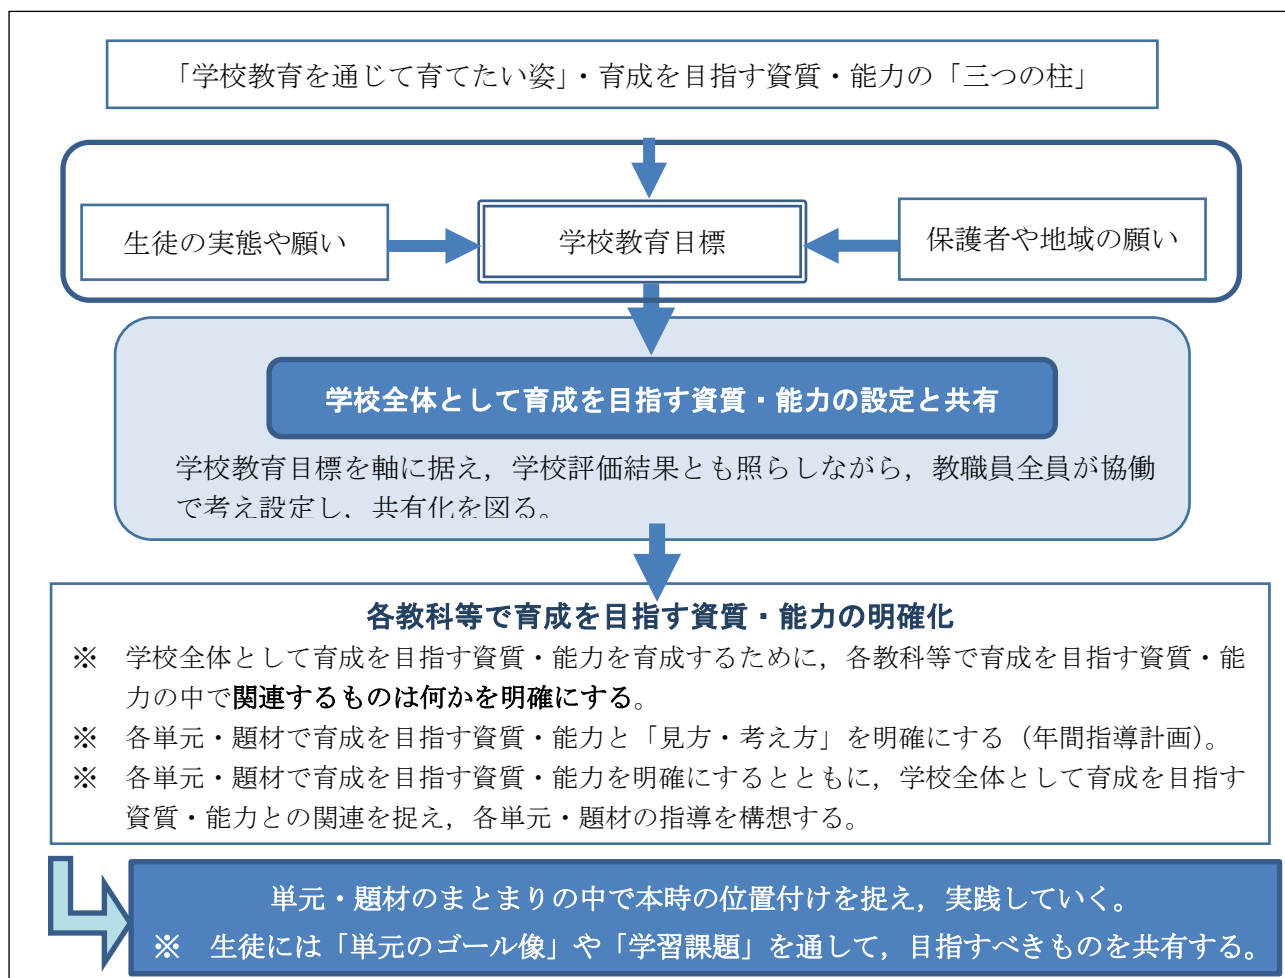 「学校教育を通じて育てたい姿」・育成を目指す資質・能力の「三つの柱」
生徒の実態や願い
学校教育目標
保護者や地域の願い
学校全体として育成を目指す資質・能力の設定と共有
学校教育目標を軸に据え，学校評価結果とも照らしながら，教職員全員が協働
で考え設定し，共有化を図る。
各教科等で育成を目指す資質・能力の明確化
※　学校全体として育成を目指す資質・能力を育成するために，各教科等で育成を目指す資質・能
力の中で関連するものは何かを明確にする。
※　各単元・題材で育成を目指す資質・能力と「見方・考え方」を明確にする（年間指導計画）。
※　各単元・題材で育成を目指す資質・能力を明確にするとともに，学校全体として育成を目指す
資質・能力との関連を捉え，各単元・題材の指導を構想する。
単元・題材のまとまりの中で本時の位置付けを捉え，実践していく。
※　生徒には「単元のゴール像」や「学習課題」を通して，目指すべきものを共有する。